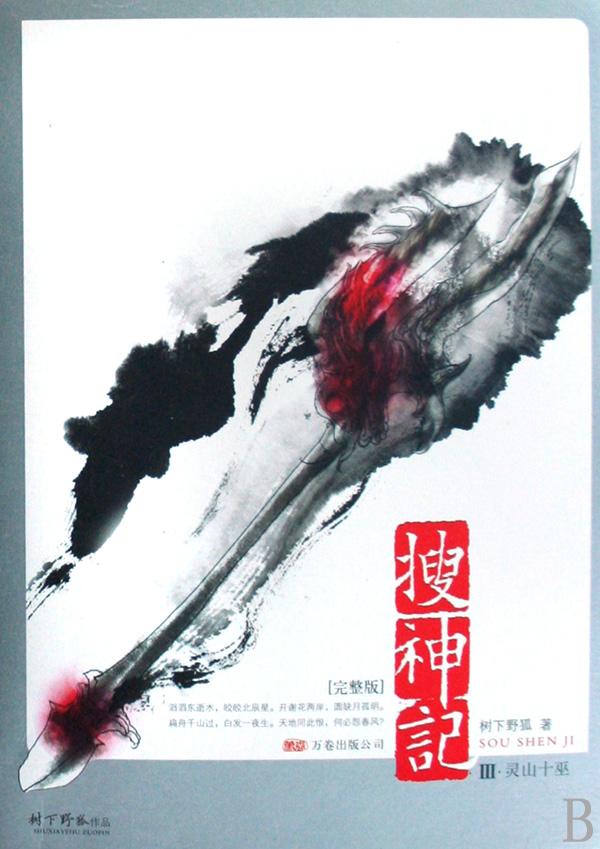 搜神記
[完整版]
滔滔东逝水，皎皎北辰星。开谢花两岸，圆缺月孤明。
扁舟千山过，白发一夜生。天地同此恨，何必怨春风？
万卷出版公司
树下野狐 著
SOU SHEN JI
III·灵山十巫
树下野狐作品
SHUXIAYEHU ZUOPIN
B